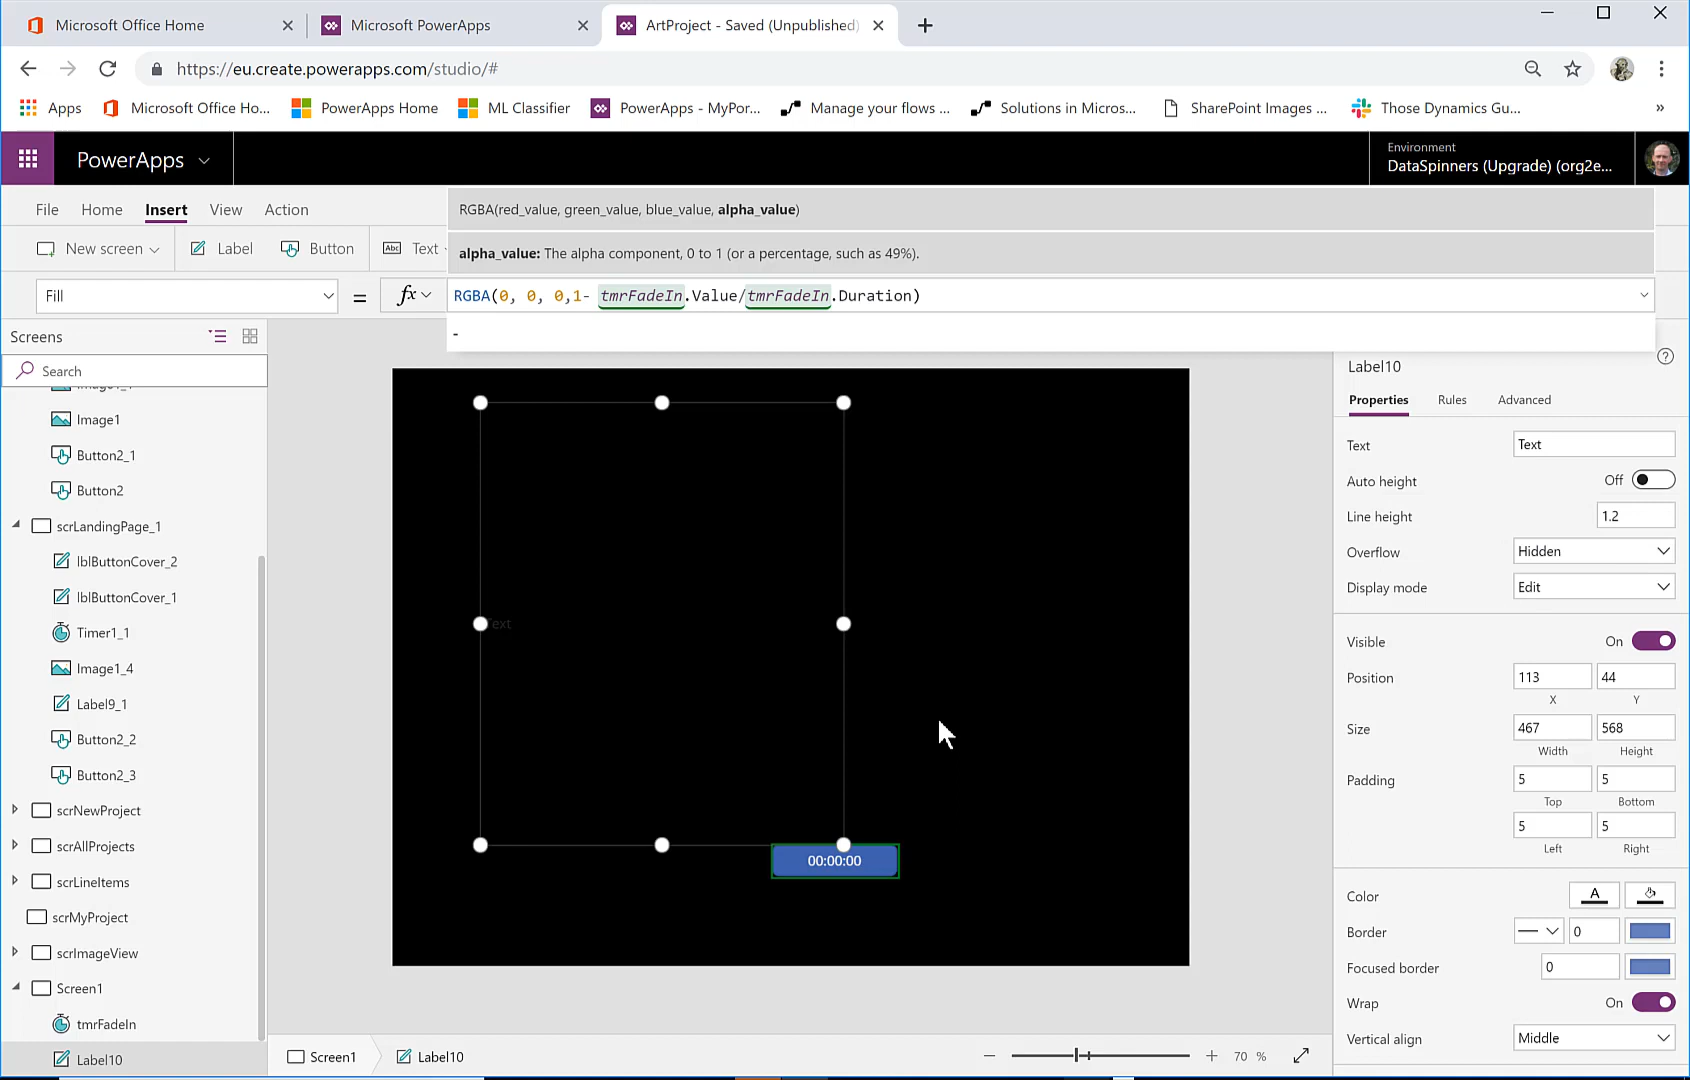 Microsoft Office Home
Microsoft PowerApps
ArtProject - Saved (Unpublished)
https://eu.create.powerapps.com/studio/#
Apps
Microsoft Office Ho...
PowerApps Home
ML Classifier
PowerApps - MyPor...
Manage your flows ...
Solutions in Micros...
SharePoint Images ...
Those Dynamics Gu...
»
PowerApps
Environment
DataSpinners (Upgrade) (org2e...
File
Home
Insert
View
Action
RGBA(red_value, green_value, blue_value, alpha_value)
New screen
Label
Button
Abc
Text
alpha_value: The alpha component, 0 to 1 (or a percentage, such as 49%).
Fill
=
fx
RGBA(0, 0, 0,1- tmrFadeIn.Value/tmrFadeIn.Duration)
-
Screens
Search
Image1
Button2_1
Button2
scrLandingPage_1
lblButtonCover_2
lblButtonCover_1
Timer1_1
Image1_4
Label9_1
Button2_2
Button2_3
scrNewProject
scrAllProjects
scrLineItems
scrMyProject
scrImageView
Screen1
tmrFadeIn
Label10
Text
00:00:00
Screen1
Label10
70 %
?
Label10
Properties
Rules
Advanced
Text
Text
Auto height
Off
Line height
1.2
Overflow
Hidden
Display mode
Edit
Visible
On
Position
113
44
X
Y
Size
467
568
Width
Height
Padding
5
5
Top
Bottom
5
5
Left
Right
Color
A
Border
0
Focused border
0
Wrap
On
Vertical align
Middle